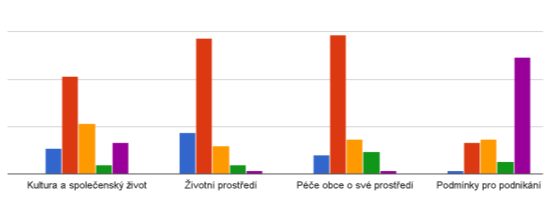 Kultura a společenský život
Životní prostředí
Péče obce o své prostředí
Podmínky pro podnikání